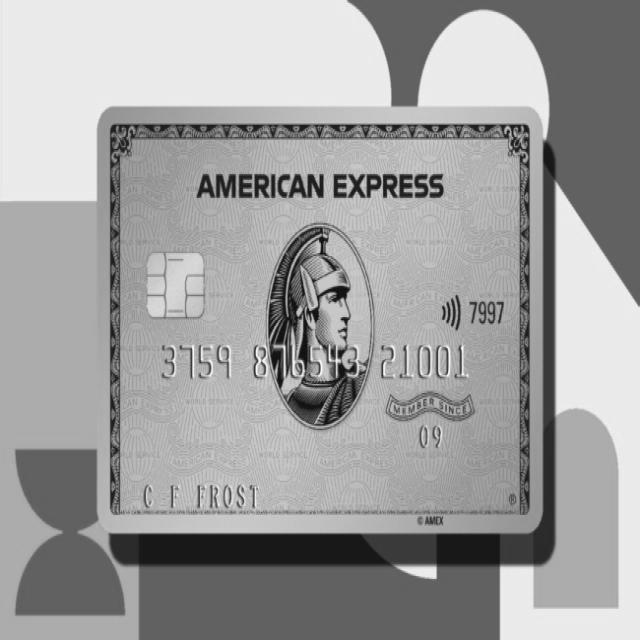 AMERICAN EXPRESS
7997
3759 876543 21001
MEMBER SINCE
09
C F FROST
®
© AMEX